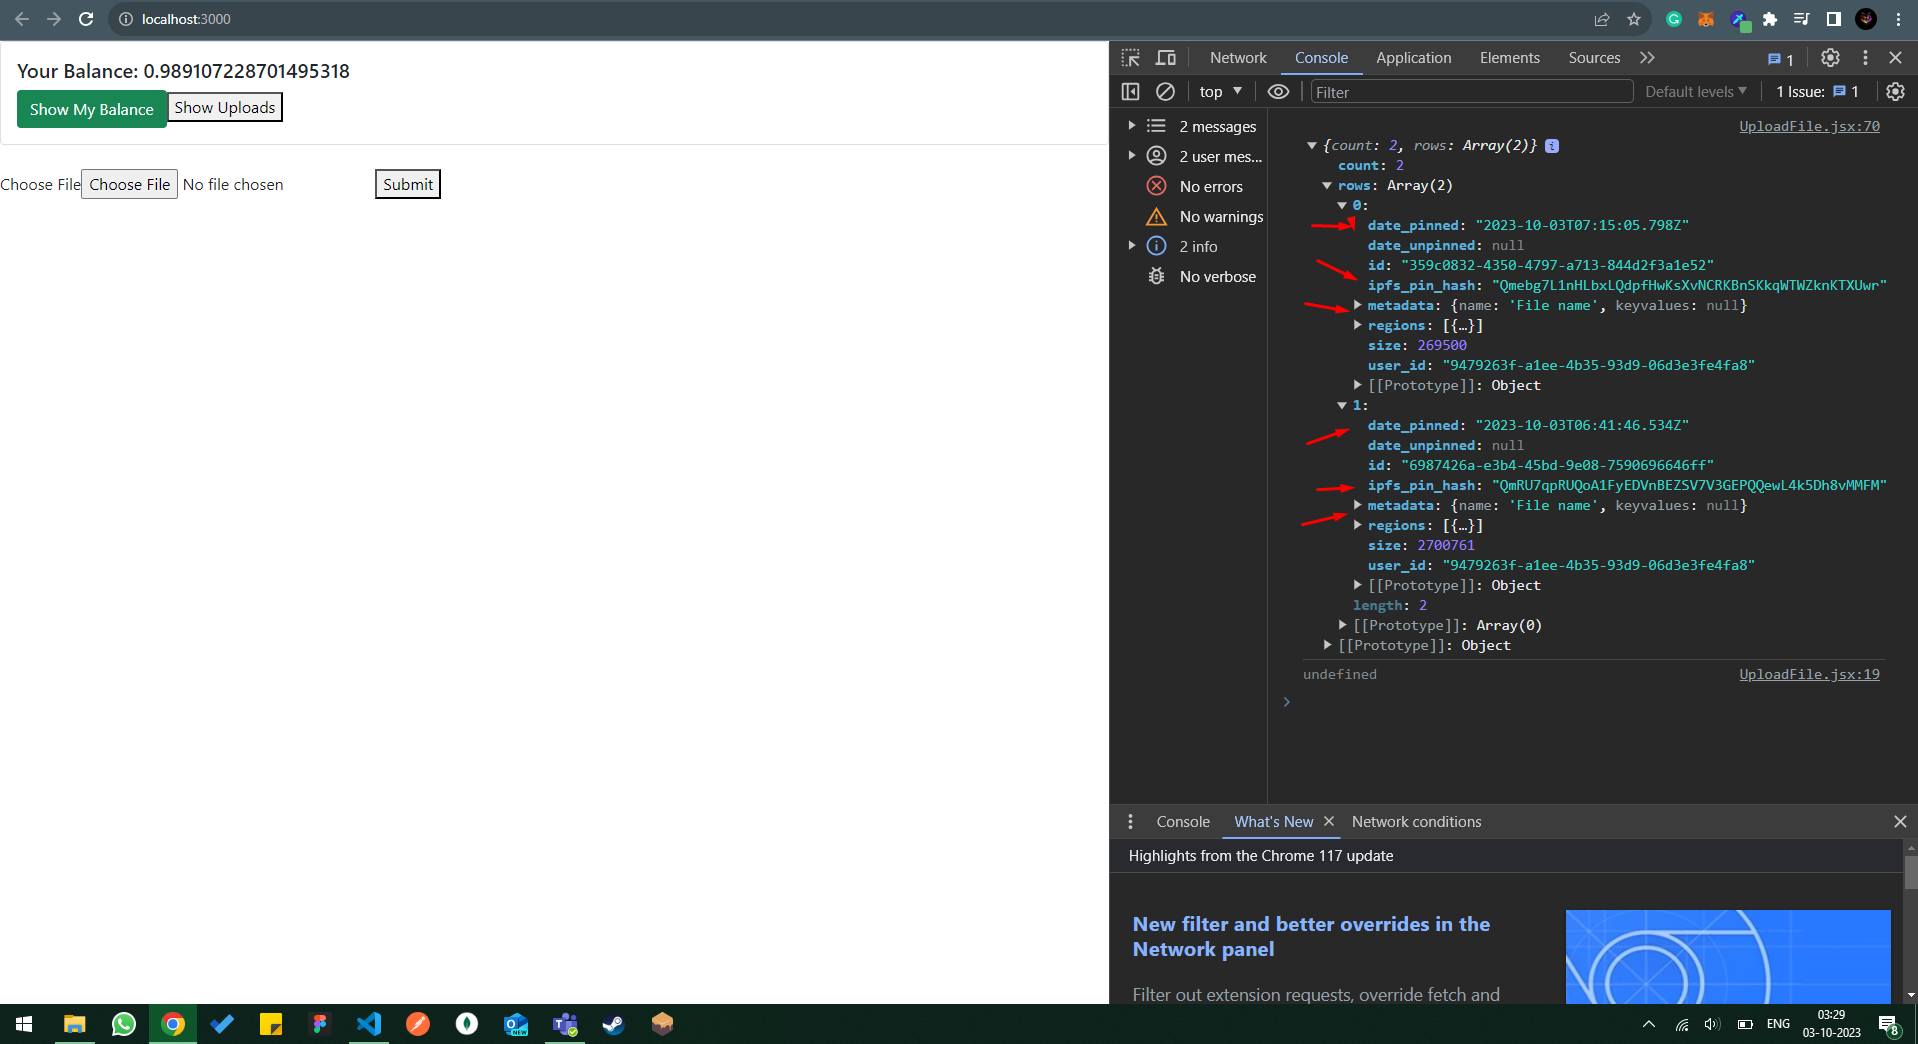 localhost:3000
Your Balance: 0.989107228701495318
Show My Balance
Show Uploads
Choose File
Choose File
No file chosen
Submit
Network
Console
Application
Elements
Sources
1
top
Filter
Default levels
1 Issue:
1
2 messages
2 user mes...
No errors
No warnings
2 info
No verbose
UploadFile.jsx:70
{count: 2, rows: Array(2)}
count: 2
rows: Array(2)
0:
date_pinned: "2023-10-03T07:15:05.798Z"
date_unpinned: null
id: "359c0832-4350-4797-a713-844d2f3a1e52"
ipfs_pin_hash: "Qmebg7L1nHLbxLQdpfHwKsXvNCRKBnSKkqWTWZknKTXUwr"
metadata: {name: 'File name', keyvalues: null}
regions: [{…}]
size: 269500
user_id: "9479263f-a1ee-4b35-93d9-06d3e3fe4fa8"
[[Prototype]]: Object
1:
date_pinned: "2023-10-03T06:41:46.534Z"
date_unpinned: null
id: "6987426a-e3b4-45bd-9e08-7590696646ff"
ipfs_pin_hash: "QmRU7qpRUQoA1FyEDVnBEZSV7V3GEPQQewL4k5Dh8vMMFM"
metadata: {name: 'File name', keyvalues: null}
regions: [{…}]
size: 2700761
user_id: "9479263f-a1ee-4b35-93d9-06d3e3fe4fa8"
[[Prototype]]: Object
length: 2
[[Prototype]]: Array(0)
[[Prototype]]: Object
undefined
UploadFile.jsx:19
Console
What's New
Network conditions
Highlights from the Chrome 117 update
New filter and better overrides in the
Network panel
Filter out extension requests, override fetch and
ENG
03:29
03-10-2023
8